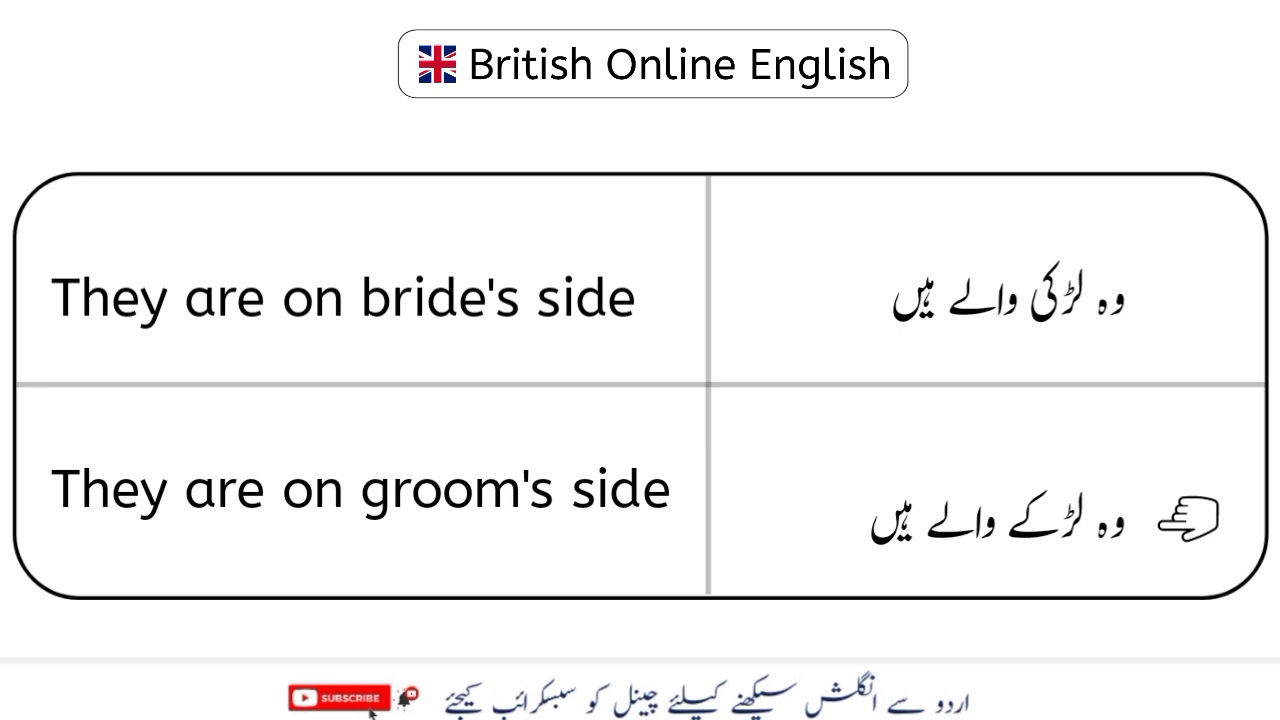 British Online English
They are on bride's side
وہ لڑکی والے ہیں
They are on groom's side
وہ لڑکے والے ہیں
SUBSCRIBE
اردو سے انگلش سیکھنے کیلئے چینل کو سبسکرائب کیجئے